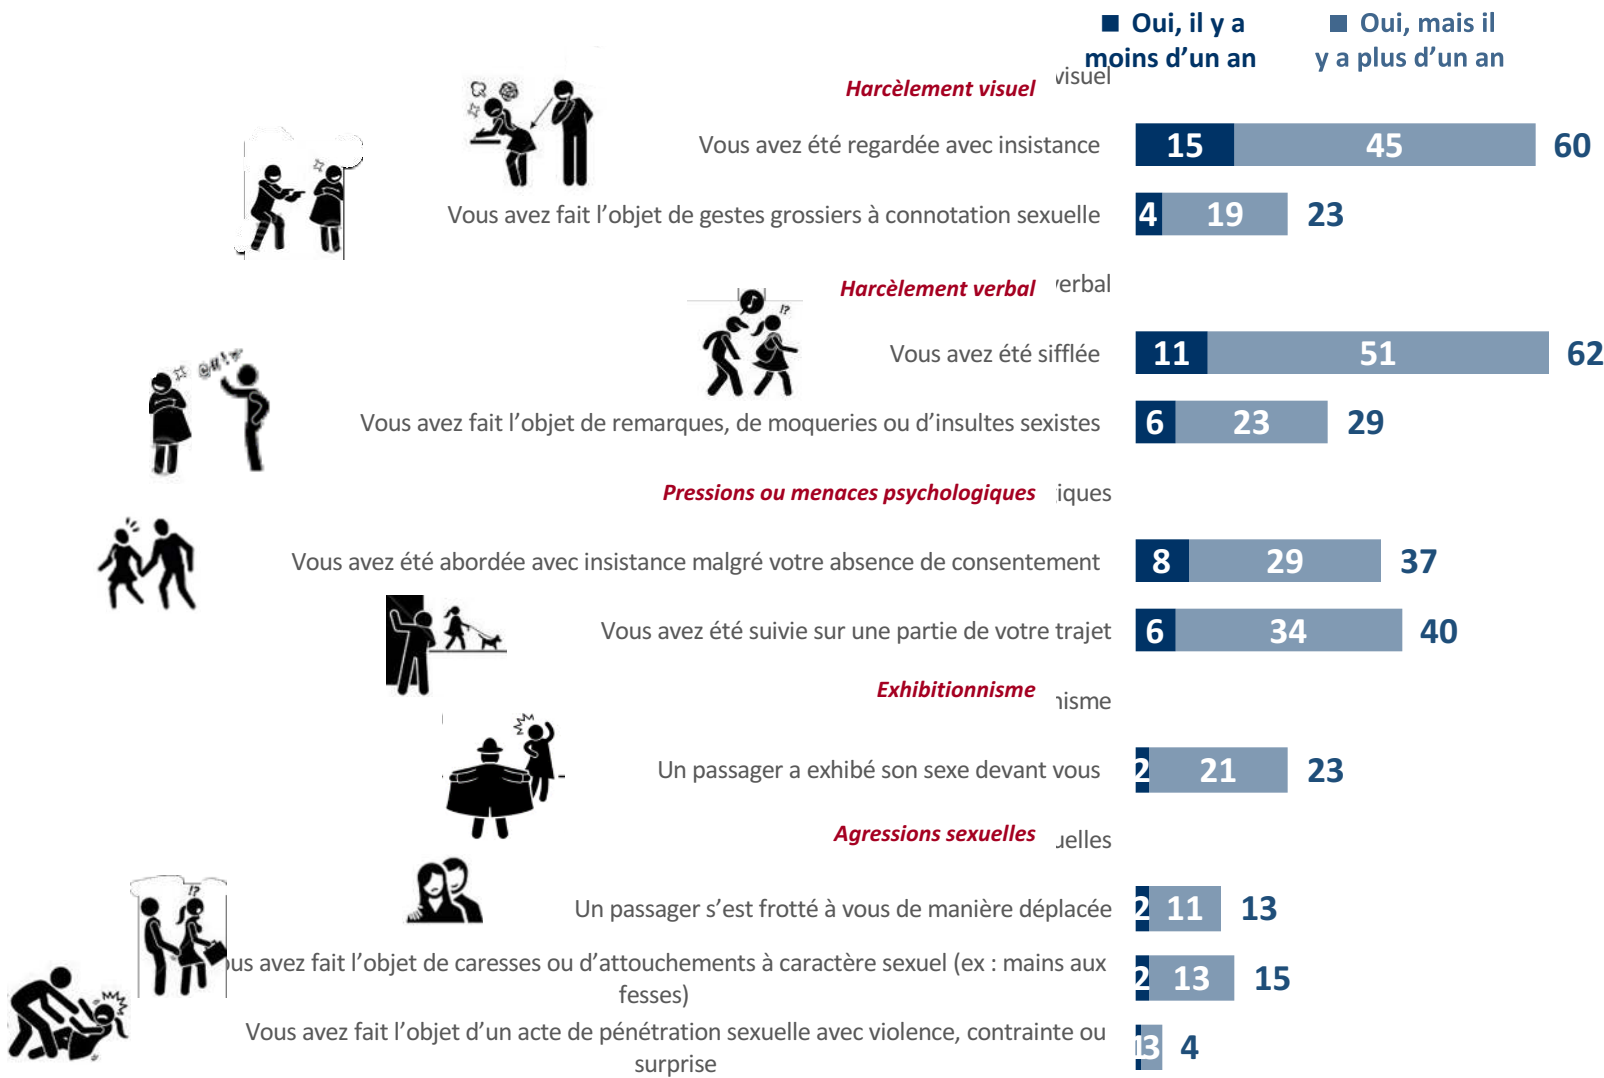 ■ Oui, il y a moins d’un an
■ Oui, mais il y a plus d’un an
Harcèlement visuel visuel
Vous avez été regardée avec insistance 15 45 60
Vous avez fait l’objet de gestes grossiers à connotation sexuelle 4 19 23
Harcèlement verbal verbal
Vous avez été sifflée 11 51 62
Vous avez fait l’objet de remarques, de moqueries ou d’insultes sexistes 6 23 29
Pressions ou menaces psychologiques iques
Vous avez été abordée avec insistance malgré votre absence de consentement 8 29 37
Vous avez été suivie sur une partie de votre trajet 6 34 40
Exhibitionnisme nisme
Un passager a exhibé son sexe devant vous 2 21 23
Agressions sexuelles uelles
Un passager s’est frotté à vous de manière déplacée 2 11 13
us avez fait l’objet de caresses ou d’attouchements à caractère sexuel (ex : mains aux
fesses) 2 13 15
Vous avez fait l’objet d’un acte de pénétration sexuelle avec violence, contrainte ou
surprise 1 3 4